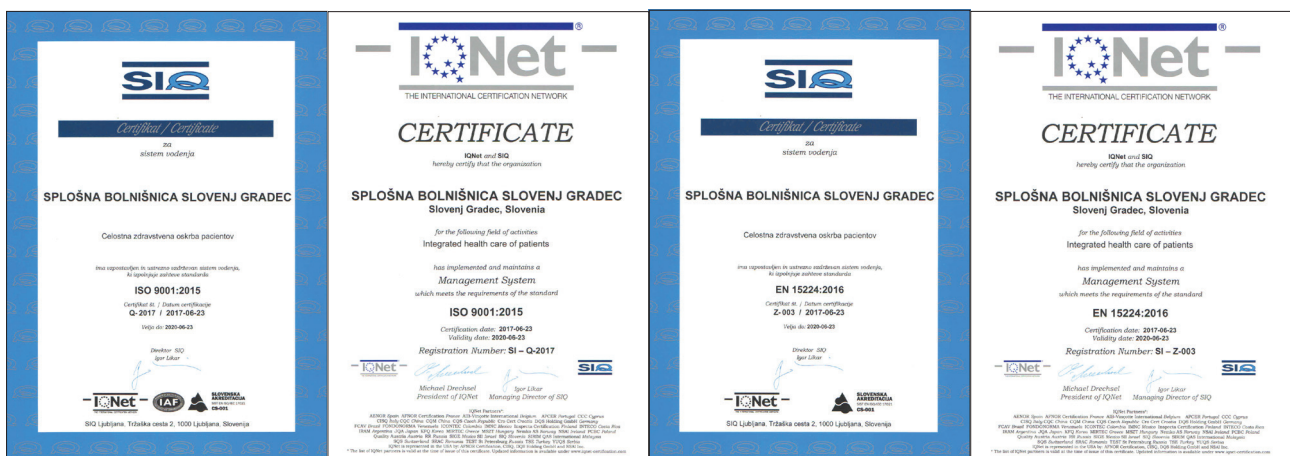 SIQ
Certifikat / Certificate
za
sistem vodenja
SPLOŠNA BOLNIŠNICA SLOVENJ GRADEC
Celostna zdravstvena oskrba pacientov
ima vzpostavljen in ustrezno vzdrževan sistem vodenja,
ki izpolnjuje zahteve standarda
ISO 9001:2015
Certifikat št. / Datum certifikacije
Q-2017 / 2017-06-23
Velja do: 2020-06-23
Direktor SIQ
Igor Likar
IQNet
IAF
SLOVENSKA
AKREDITACIJA
CS-001
SIQ Ljubljana, Tržaška cesta 2, 1000 Ljubljana, Slovenija
IQNet ®
THE INTERNATIONAL CERTIFICATION NETWORK
CERTIFICATE
IQNet and SIQ
hereby certify that the organization
SPLOŠNA BOLNIŠNICA SLOVENJ GRADEC
Slovenj Gradec, Slovenia
for the following field of activities
Integrated health care of patients
has implemented and maintains a
Management System
which meets the requirements of the standard
ISO 9001:2015
Certification date: 2017-06-23
Validity date: 2020-06-23
Registration Number: SI – Q-2017
IQNet
SIQ
Michael Drechsel
President of IQNet
Igor Likar
Managing Director of SIQ
IQNet Partners*:
SIQ
Certifikat / Certificate
za
sistem vodenja
SPLOŠNA BOLNIŠNICA SLOVENJ GRADEC
Celostna zdravstvena oskrba pacientov
ima vzpostavljen in ustrezno vzdrževan sistem vodenja,
ki izpolnjuje zahteve standarda
EN 15224:2016
Certifikat št. / Datum certifikacije
Z-003 / 2017-06-23
Velja do: 2020-06-23
Direktor SIQ
Igor Likar
IQNet
SLOVENSKA
AKREDITACIJA
CS-001
SIQ Ljubljana, Tržaška cesta 2, 1000 Ljubljana, Slovenija
IQNet ®
THE INTERNATIONAL CERTIFICATION NETWORK
CERTIFICATE
IQNet and SIQ
hereby certify that the organization
SPLOŠNA BOLNIŠNICA SLOVENJ GRADEC
Slovenj Gradec, Slovenia
for the following field of activities
Integrated health care of patients
has implemented and maintains a
Management System
which meets the requirements of the standard
EN 15224:2016
Certification date: 2017-06-23
Validity date: 2020-06-23
Registration Number: SI – Z-003
IQNet
SIQ
Michael Drechsel
President of IQNet
Igor Likar
Managing Director of SIQ
IQNet Partners*: